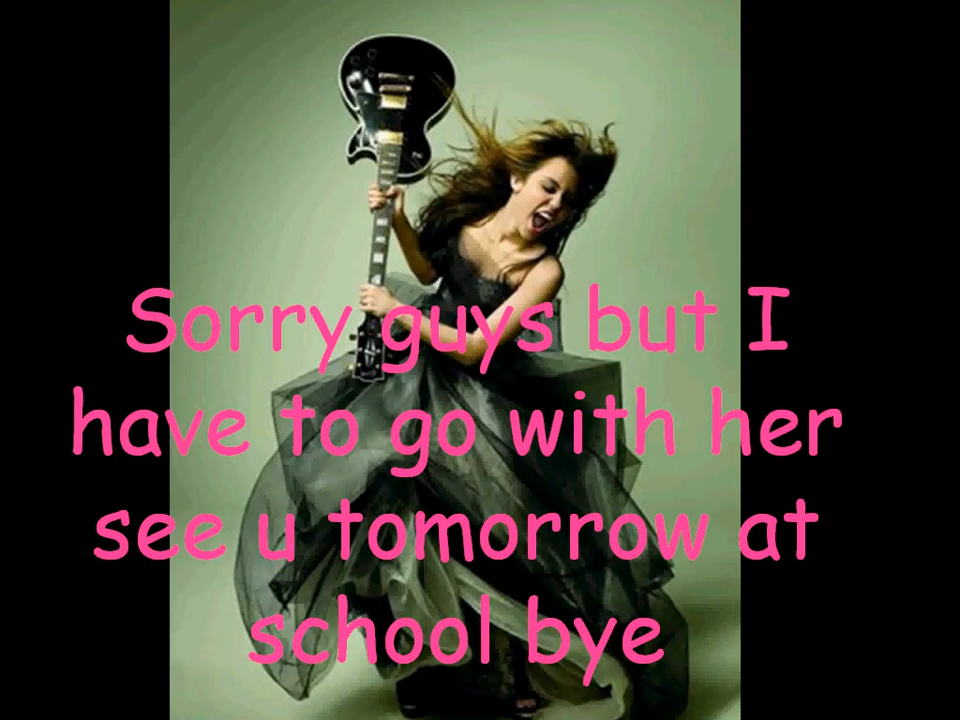 Sorry guys but I
have to go with her
see u tomorrow at
school bye